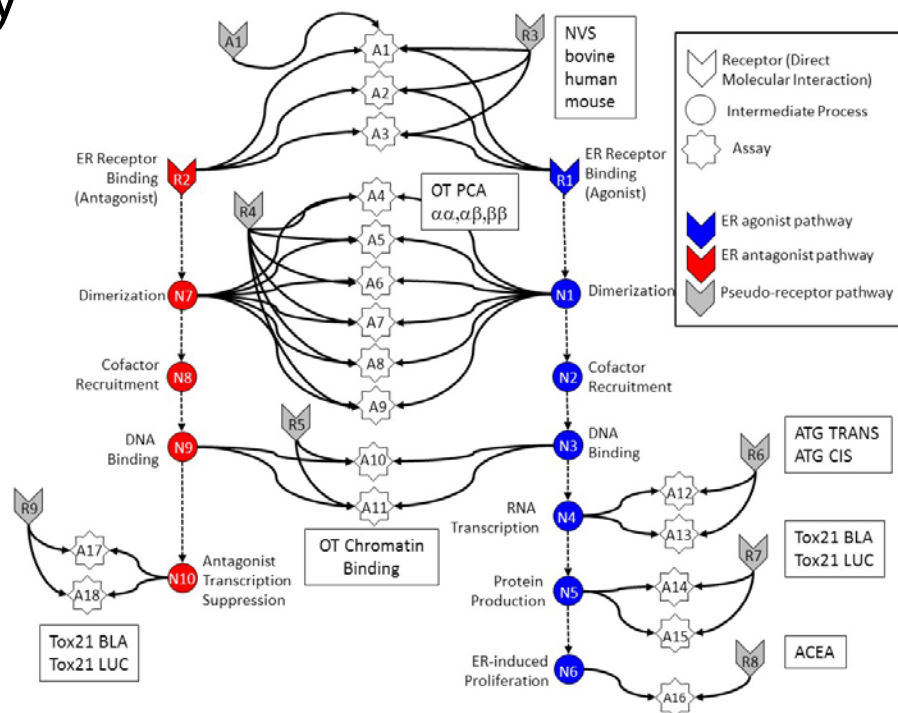 y
A1
R3
A1
A2
A3
NVS
bovine
human
mouse
Receptor (Direct
Molecular Interaction)
Intermediate Process
Assay
ER agonist pathway
ER antagonist pathway
Pseudo-receptor pathway
ER Receptor
Binding
(Antagonist)
R2
R1
ER Receptor
Binding
(Agonist)
R4
A4
OT PCA
αα,αβ,ββ
A5
A6
Dimerization
N7
N1
Dimerization
A7
A8
A9
Cofactor
Recruitment
N8
N2
Cofactor
Recruitment
R5
DNA
Binding
N9
N3
DNA
Binding
A10
A11
OT Chromatin
Binding
R6
ATG TRANS
ATG CIS
RNA
Transcription
N4
A12
A13
R9
A17
A18
N10
Antagonist
Transcription
Suppression
Tox21 BLA
Tox21 LUC
R7
Tox21 BLA
Tox21 LUC
Protein
Production
N5
A14
A15
ER-induced
Proliferation
N6
A16
R8
ACEA